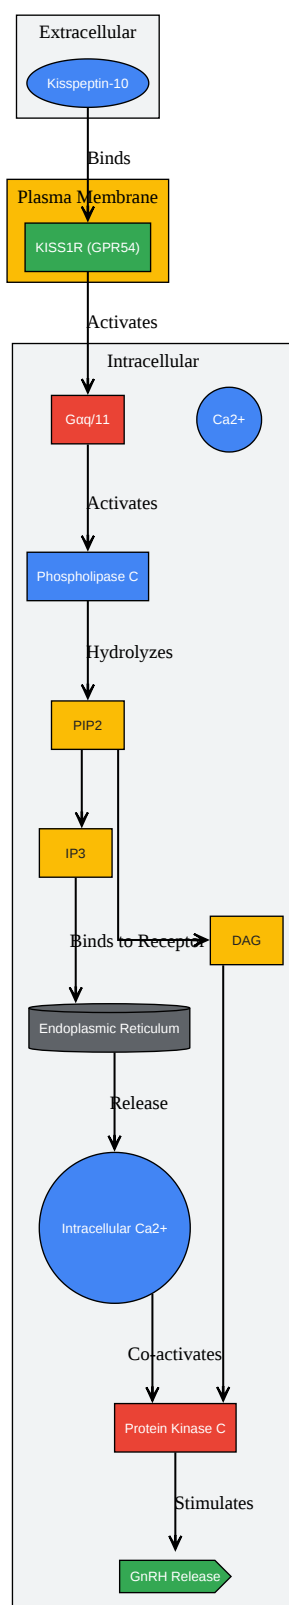 Extracellular
Kisspeptin-10
Binds
Plasma Membrane
KISS1R (GPR54)
Activates
Intracellular
Gαq/11
Ca2+
Activates
Phospholipase C
Hydrolyzes
PIP2
IP3
Binds to Receptor
DAG
Endoplasmic Reticulum
Release
Intracellular Ca2+
Co-activates
Protein Kinase C
Stimulates
GnRH Release